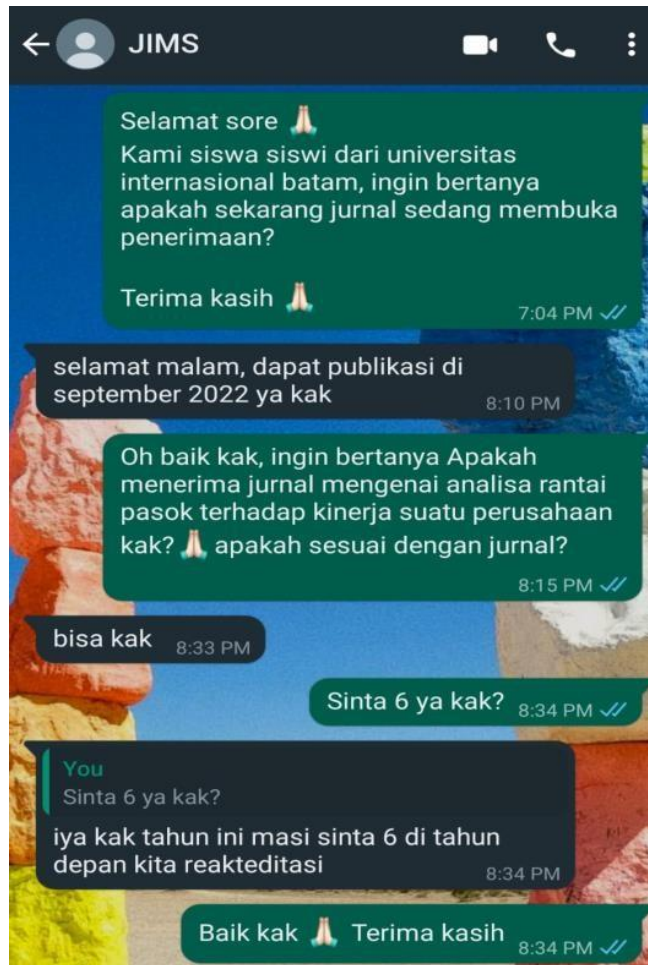 JIMS
Selamat sore 🙏🏻
Kami siswa siswi dari universitas
internasional batam, ingin bertanya
apakah sekarang jurnal sedang membuka
penerimaan?
Terima kasih 🙏🏻
7:04 PM
selamat malam, dapat publikasi di
september 2022 ya kak
8:10 PM
Oh baik kak, ingin bertanya Apakah
menerima jurnal mengenai analisa rantai
pasok terhadap kinerja suatu perusahaan
kak? 🙏🏻 apakah sesuai dengan jurnal?
8:15 PM
bisa kak 8:33 PM
Sinta 6 ya kak? 8:34 PM
You
Sinta 6 ya kak?
iya kak tahun ini masi sinta 6 di tahun
depan kita reakteditasi
8:34 PM
Baik kak 🙏🏻 Terima kasih 8:34 PM